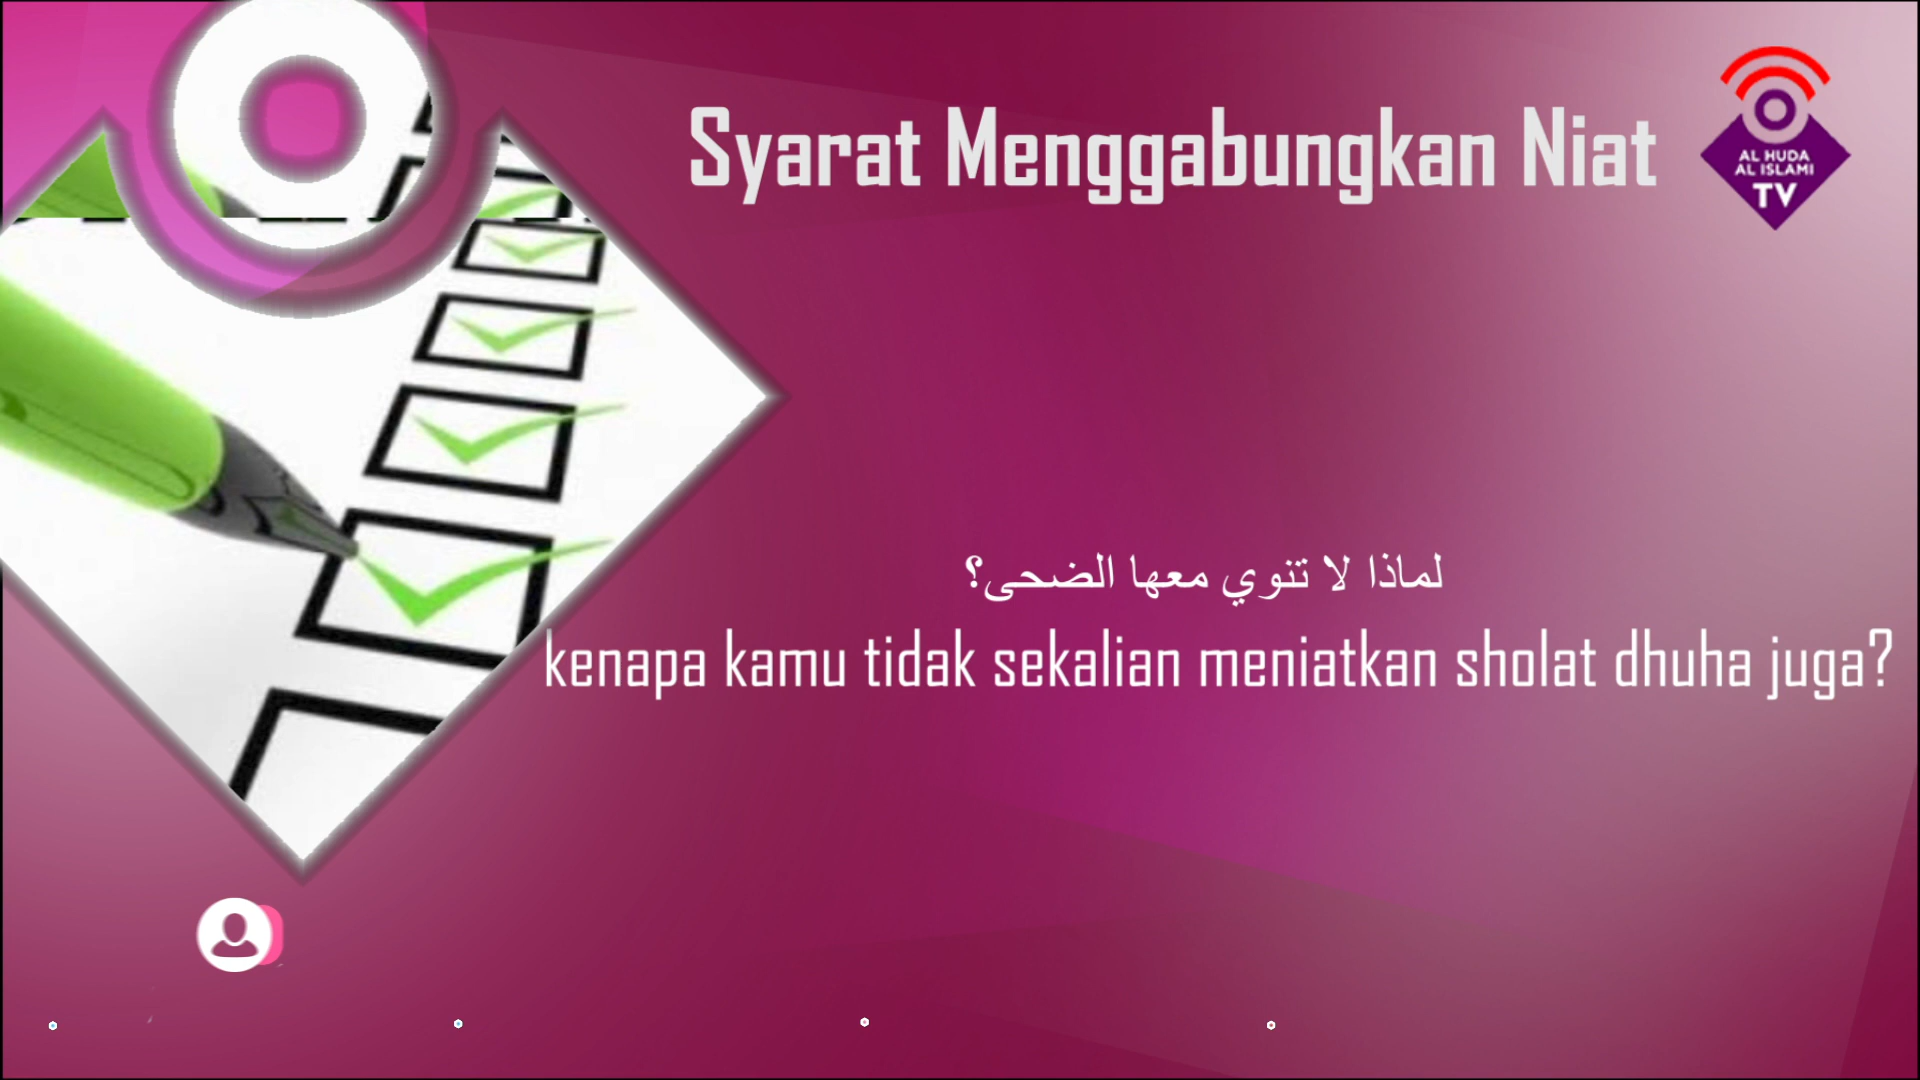 Syarat Menggabungkan Niat
AL HUDA
AL ISLAMI
TV
لماذا لا تنوي معها الضحى؟
kenapa kamu tidak sekalian meniatkan sholat dhuha juga?